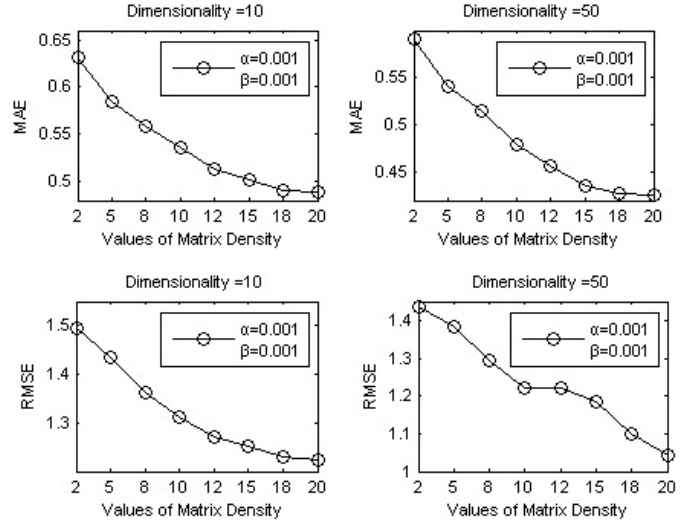 Dimensionality =10
0.65
0.6
0.55
0.5
MAE
α=0.001
β=0.001
2 5 8 10 12 15 18 20
Values of Matrix Density
Dimensionality =50
0.55
0.5
0.45
MAE
α=0.001
β=0.001
2 5 8 10 12 15 18 20
Values of Matrix Density
Dimensionality =10
1.5
1.4
1.3
RMSE
α=0.001
β=0.001
2 5 8 10 12 15 18 20
Values of Matrix Density
Dimensionality =50
1.4
1.3
1.2
1.1
1
RMSE
α=0.001
β=0.001
2 5 8 10 12 15 18 20
Values of Matrix Density